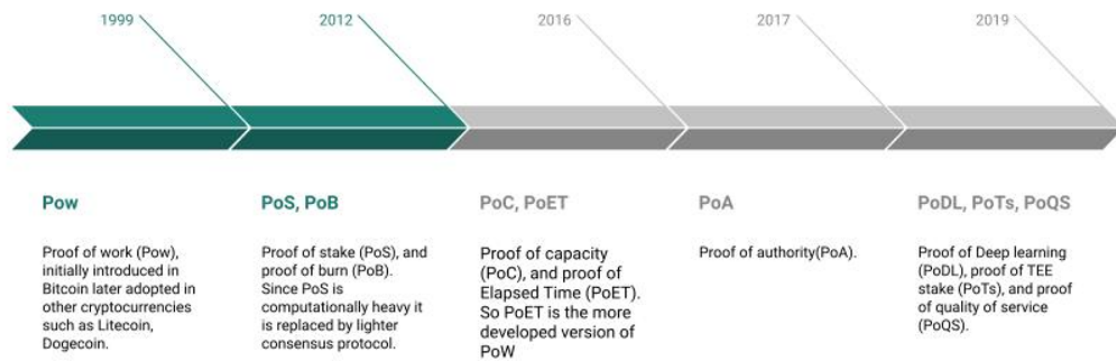 1999
2012
2016
2017
2019
Pow
Proof of work (Pow),
initially introduced in
Bitcoin later adopted in
other cryptocurrencies
such as Litecoin,
Dogecoin.
PoS, PoB
Proof of stake (PoS), and
proof of burn (PoB).
Since PoS is
computationally heavy it
is replaced by lighter
consensus protocol.
PoC, PoET
Proof of capacity
(PoC), and proof of
Elapsed Time (PoET).
So PoET is the more
developed version of
PoW
PoA
Proof of authority(PoA).
PoDL, PoTs, PoQS
Proof of Deep learning
(PoDL), proof of TEE
stake (PoTs), and proof
of quality of service
(PoQS).